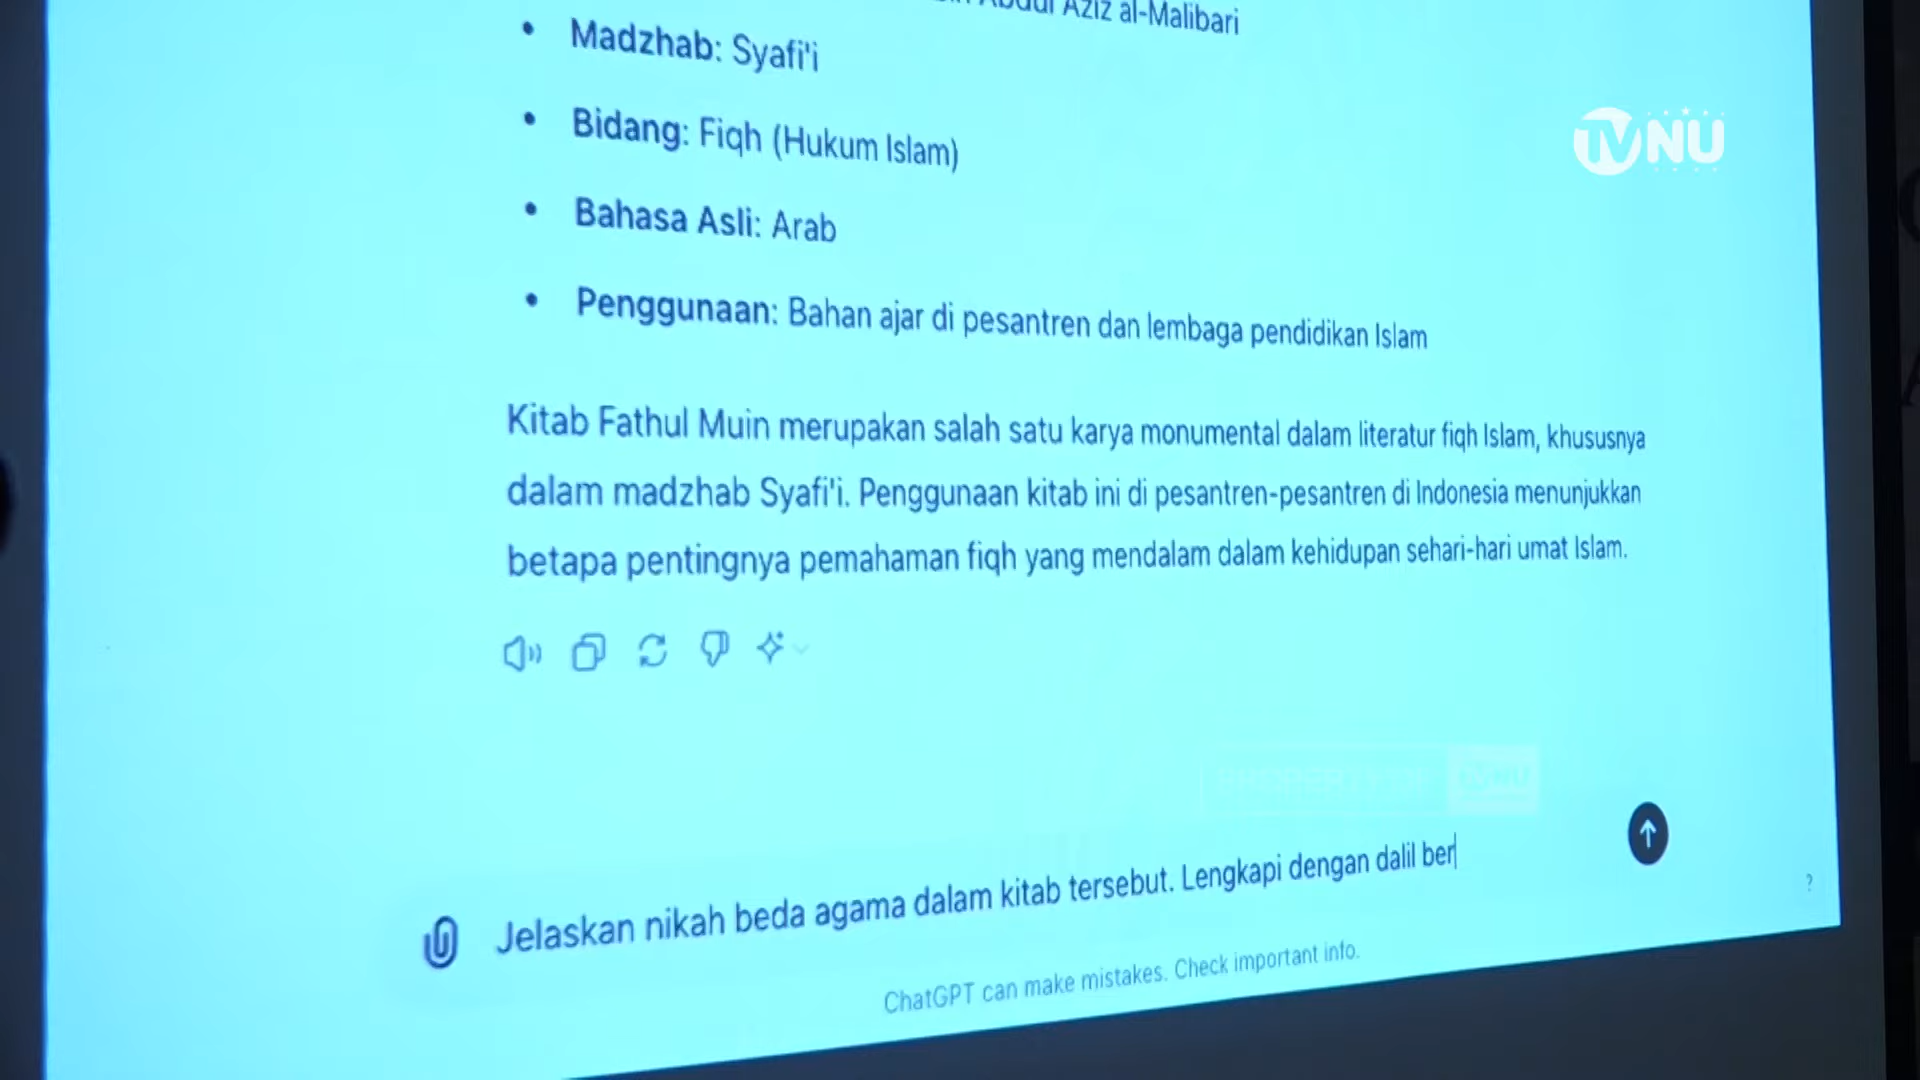 Abdul Aziz al-Malibari
• Madzhab: Syafi'i
• Bidang: Fiqh (Hukum Islam)
• Bahasa Asli: Arab
• Penggunaan: Bahan ajar di pesantren dan lembaga pendidikan Islam
TVNU
Kitab Fathul Muin merupakan salah satu karya monumental dalam literatur fiqh Islam, khususnya
dalam madzhab Syafi'i. Penggunaan kitab ini di pesantren-pesantren di Indonesia menunjukkan
betapa pentingnya pemahaman fiqh yang mendalam dalam kehidupan sehari-hari umat Islam.
Jelaskan nikah beda agama dalam kitab tersebut. Lengkapi dengan dalil ber
?
ChatGPT can make mistakes. Check important info.